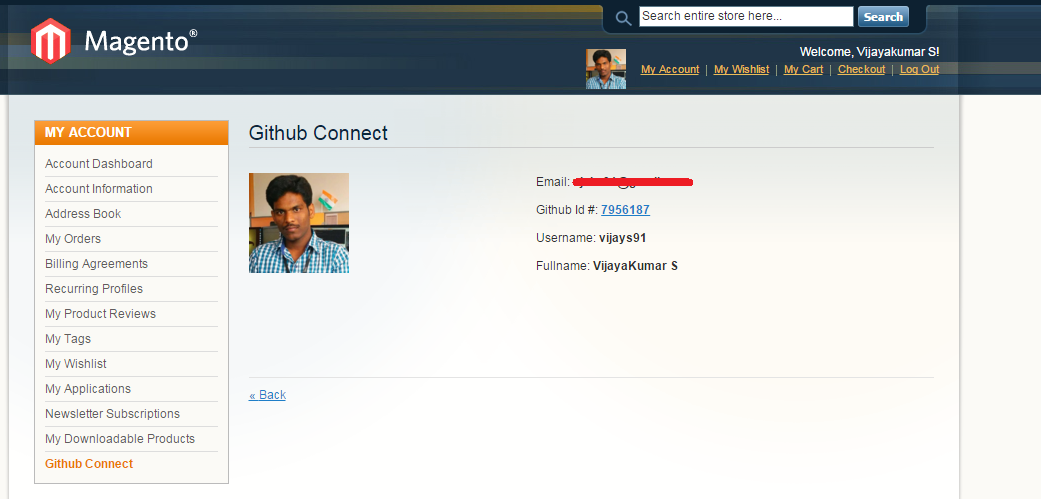 Search entire store here...
Search
Magento®
Welcome, Vijayakumar S!
My Account | My Wishlist | My Cart | Checkout | Log Out
MY ACCOUNT
Account Dashboard
Account Information
Address Book
My Orders
Billing Agreements
Recurring Profiles
My Product Reviews
My Tags
My Wishlist
My Applications
Newsletter Subscriptions
My Downloadable Products
Github Connect
Github Connect
Email:
Github Id #: 7956187
Username: vijays91
Fullname: VijayaKumar S
« Back